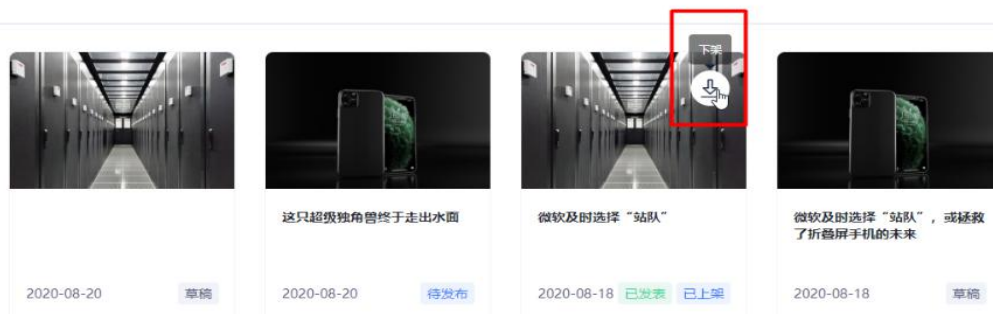 下架
这只超级独角兽终于走出水面
微软及时选择“站队”
微软及时选择“站队”，或拯救
了折叠屏手机的未来
2020-08-20 草稿
2020-08-20 待发布
2020-08-18 已发表 已上架
2020-08-18 草稿